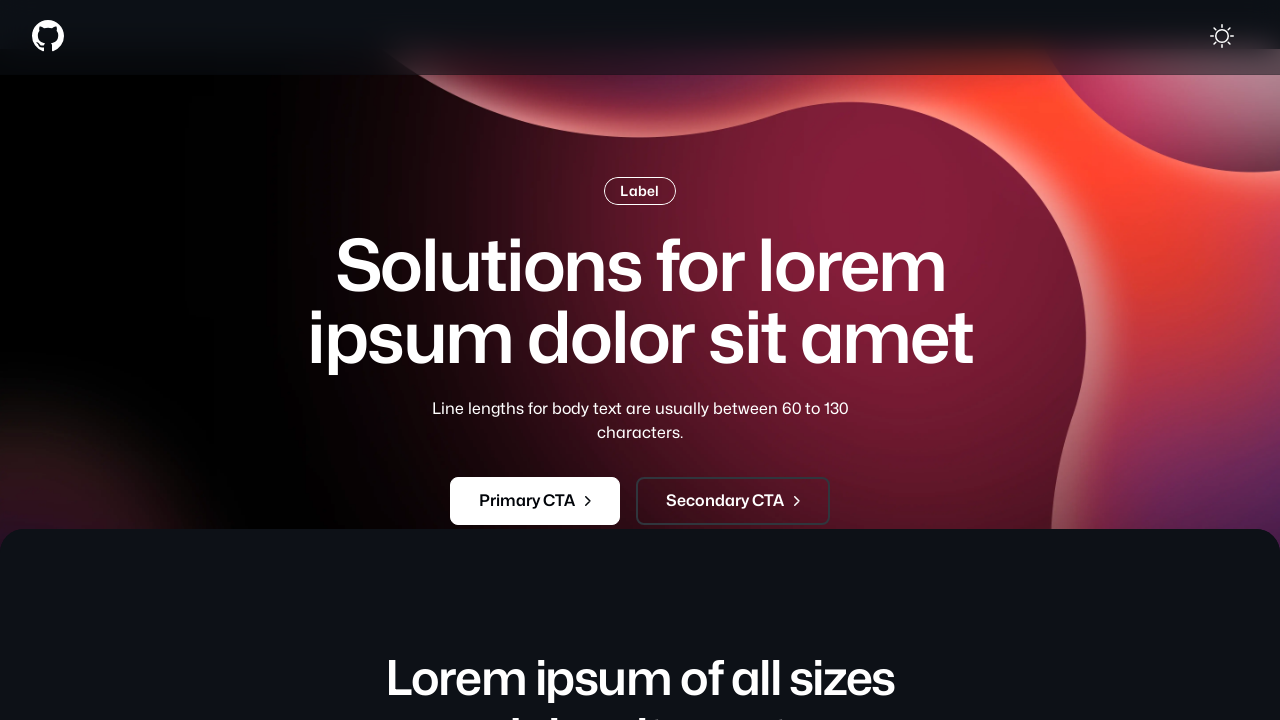 Label
Solutions for lorem
ipsum dolor sit amet
Line lengths for body text are usually between 60 to 130
characters.
Primary CTA
Secondary CTA
Lorem ipsum of all sizes